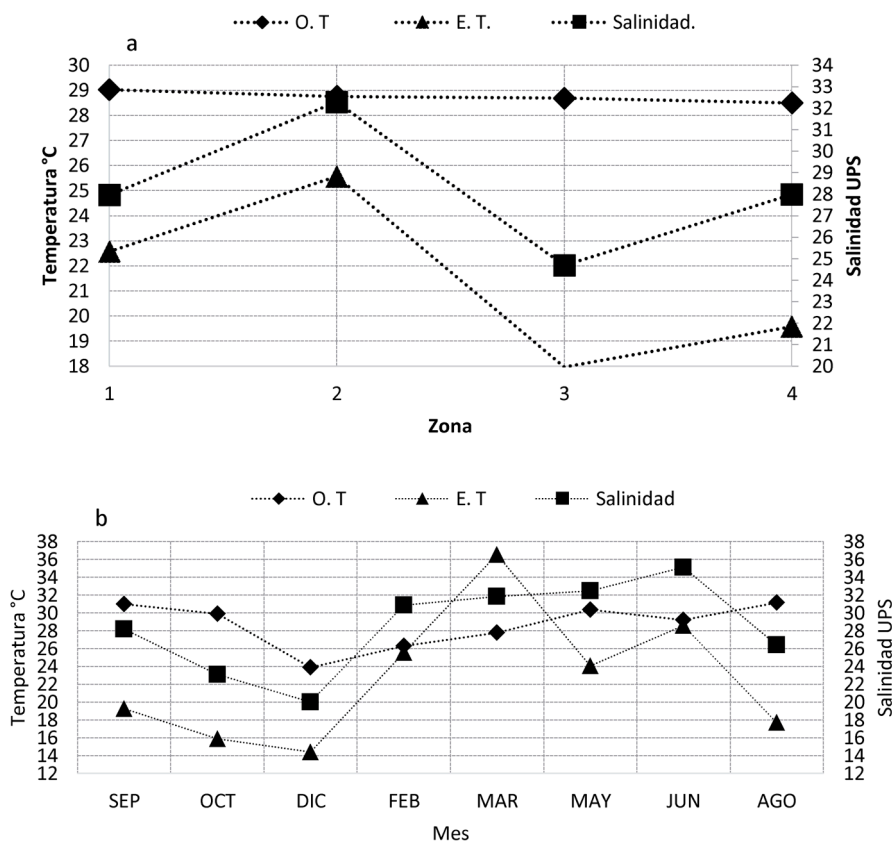 O. T E. T. Salinidad.
a
30 34
29 33
28 32
27 31
26 30
25 29
24 28
23 27
22 26
21 25
20 24
19 23
18 22
21
20
Temperatura °C
Salinidad UPS
1 2 3 4
Zona
O. T E. T Salinidad
b
38 38
36 36
34 34
32 32
30 30
28 28
26 26
24 24
22 22
20 20
18 18
16 16
14 14
12 12
Temperatura °C
Salinidad UPS
SEP OCT DIC FEB MAR MAY JUN AGO
Mes